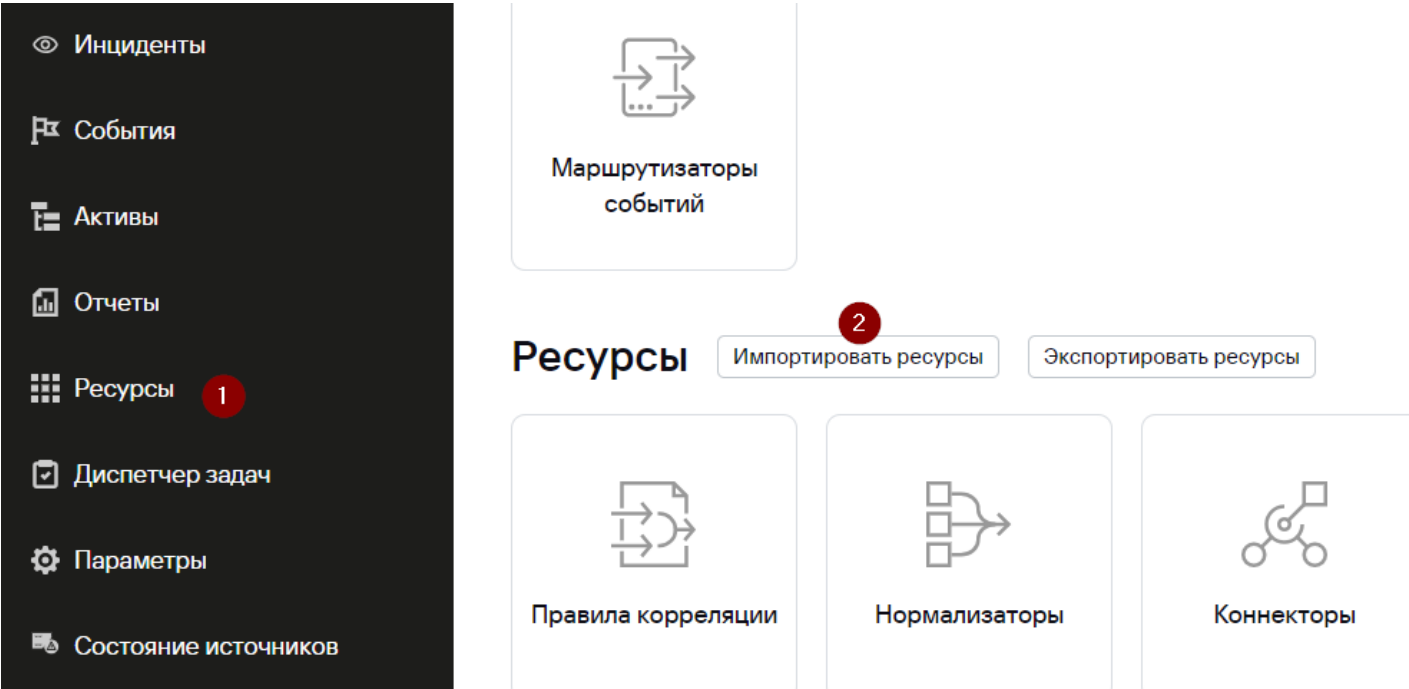 Инциденты
События
Активы
Отчеты
Ресурсы
1
Диспетчер задач
Параметры
Состояние источников
Маршрутизаторы
событий
2
Ресурсы
Импортировать ресурсы
Экспортировать ресурсы
Правила корреляции
Нормализаторы
Коннекторы